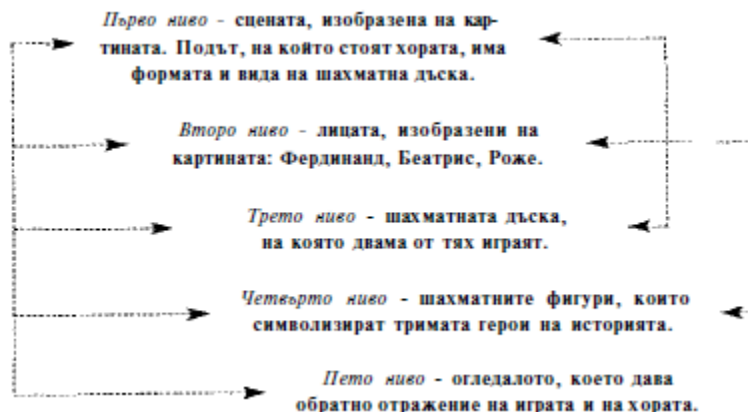 Първо ниво - сцената, изобразена на кар-
тината. Подът, на който стоят хората, има
формата и вида на шахматна дъска.
Второ ниво - лицата, изобразени на
картината: Фердинанд, Беатрис, Роже.
Трето ниво - шахматната дъска,
на която двама от тях играят.
Четвърто ниво - шахматните фигури, които
символизират тримата герои на историята.
Пето ниво - огледалото, което дава
обратно отражение на играта и на хората.